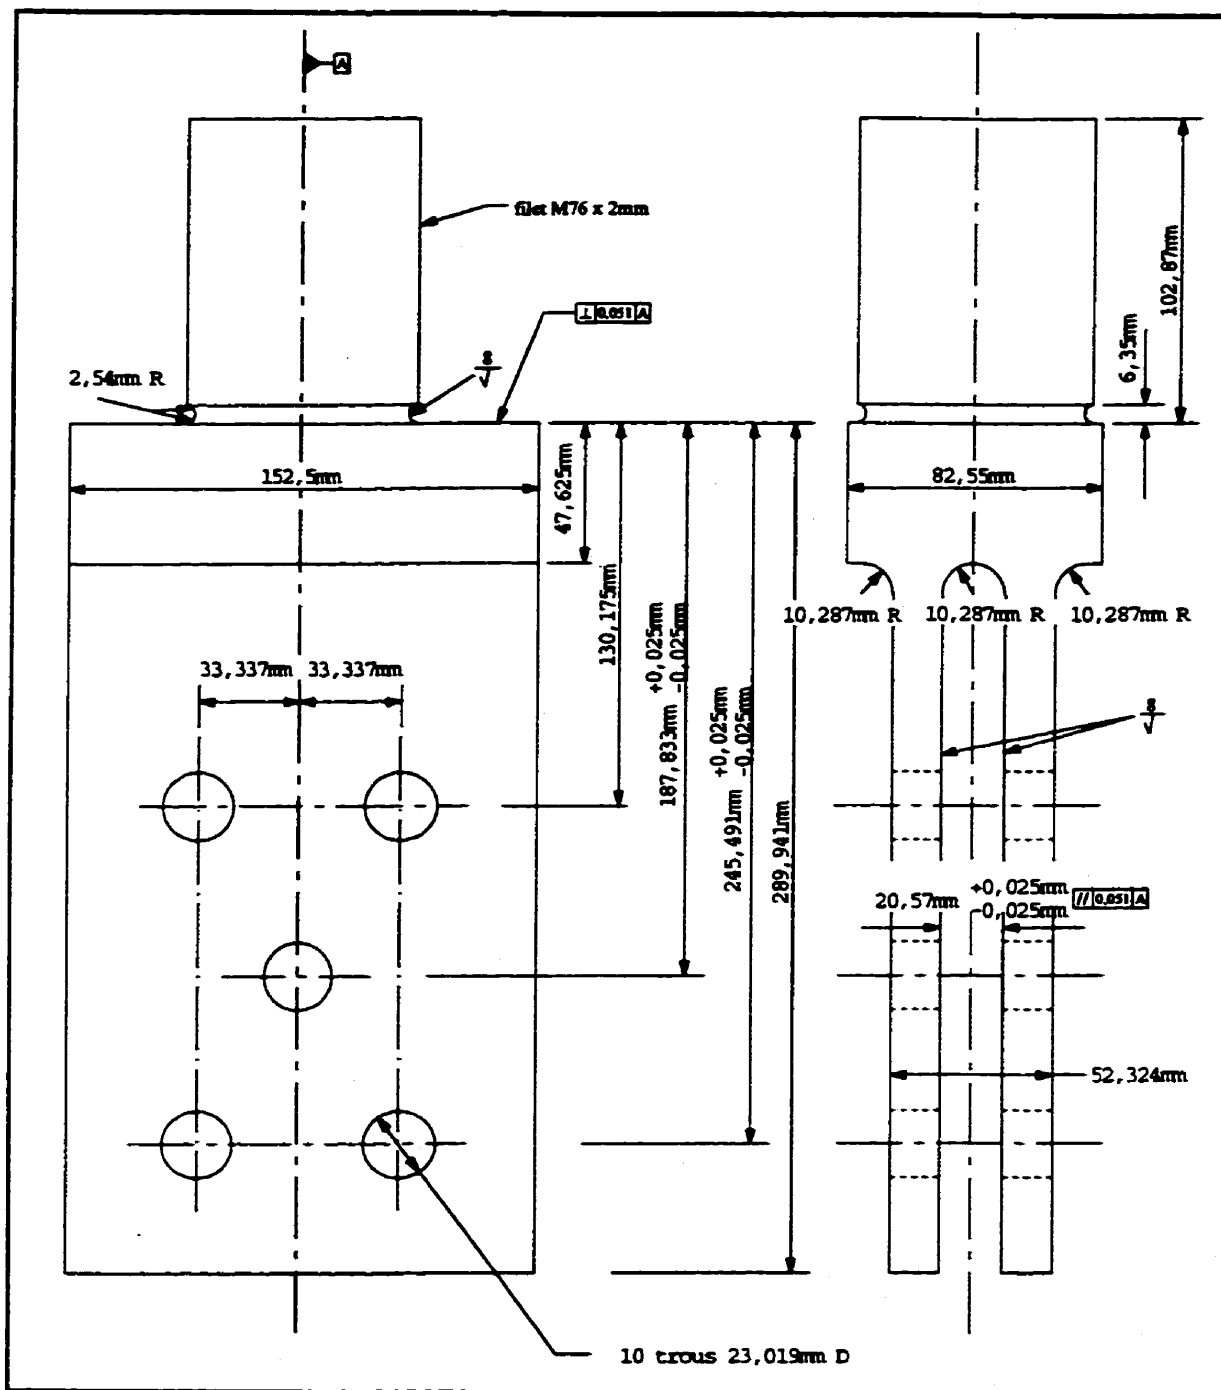 A
filet M76 x 2mm
⊥ 0,051 A
8
2,54mm R
102,87mm
6,35mm
152,5mm
47,625mm
82,55mm
10,287mm R
10,287mm R
10,287mm R
130,175mm
33,337mm
33,337mm
187,833mm +0,025mm
-0,025mm
245,491mm +0,025mm
-0,025mm
289,941mm
8
20,57mm +0,025mm
-0,025mm
// 0,051 A
52,324mm
10 trous 23,019mm D